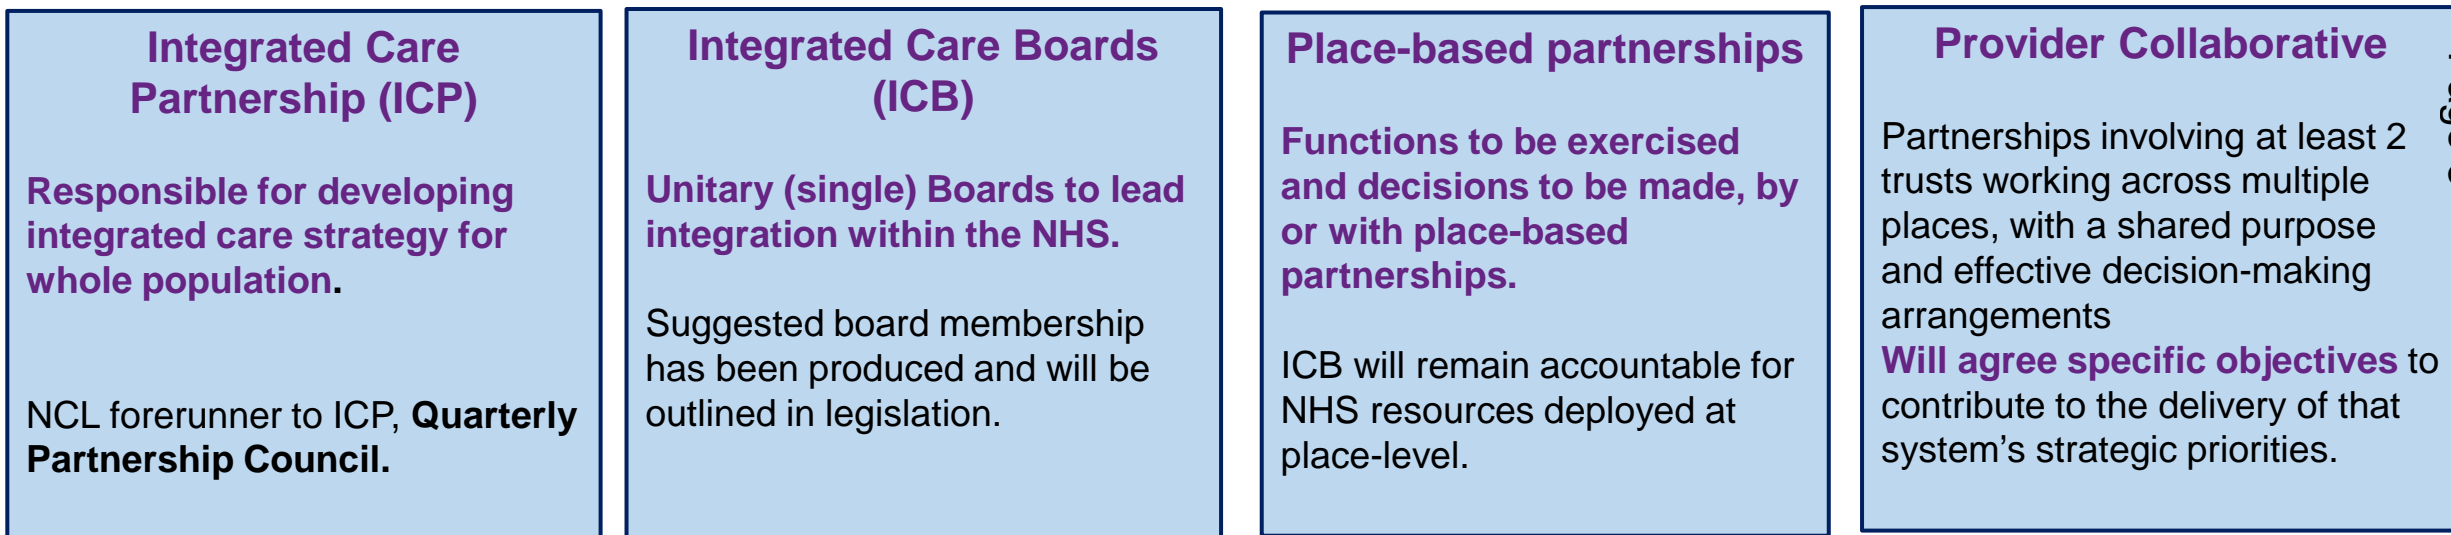 Integrated Care
Partnership (ICP)
Responsible for developing
integrated care strategy for
whole population.
NCL forerunner to ICP, Quarterly
Partnership Council.
Integrated Care Boards
(ICB)
Unitary (single) Boards to lead
integration within the NHS.
Suggested board membership
has been produced and will be
outlined in legislation.
Place-based partnerships
Functions to be exercised
and decisions to be made, by
or with place-based
partnerships.
ICB will remain accountable for
NHS resources deployed at
place-level.
Provider Collaborative
Partnerships involving at least 2
trusts working across multiple
places, with a shared purpose
and effective decision-making
arrangements
Will agree specific objectives to
contribute to the delivery of that
system’s strategic priorities.